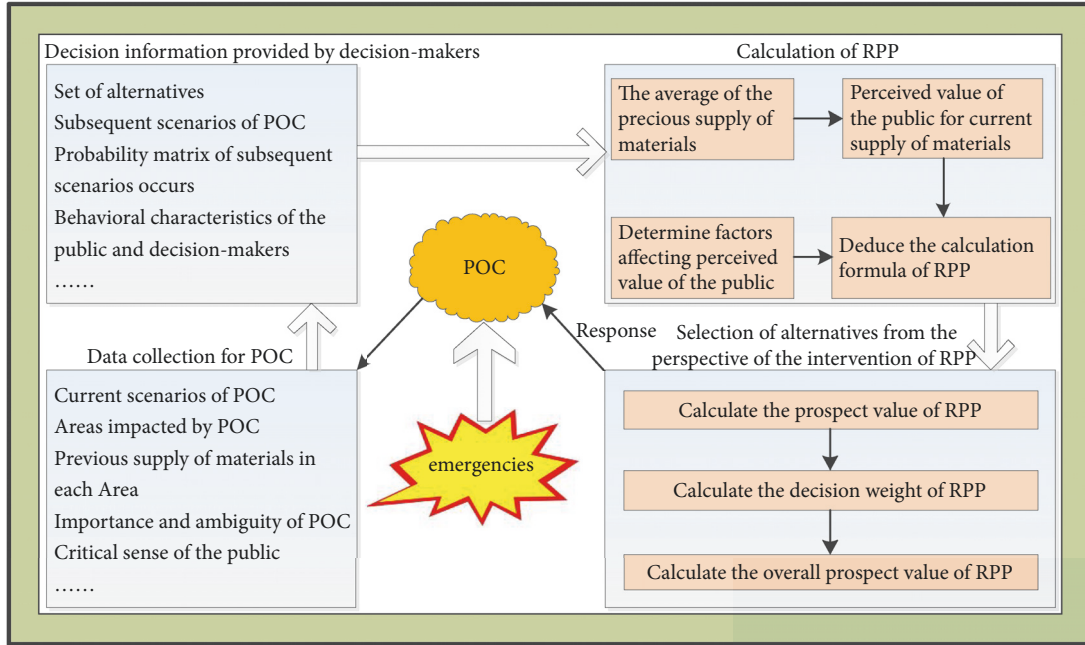 Decision information provided by decision-makers
Set of alternatives
Subsequent scenarios of POC
Probability matrix of subsequent
scenarios occurs
Behavioral characteristics of the
public and decision-makers
……
Calculation of RPP
The average of the
precious supply of
materials
Perceived value of
the public for current
supply of materials
Determine factors
affecting perceived
value of the public
Deduce the calculation
formula of RPP
POC
Response
emergencies
Data collection for POC
Current scenarios of POC
Areas impacted by POC
Previous supply of materials in
each Area
Importance and ambiguity of POC
Critical sense of the public
……
Selection of alternatives from the
perspective of the intervention of RPP
Calculate the prospect value of RPP
Calculate the decision weight of RPP
Calculate the overall prospect value of RPP